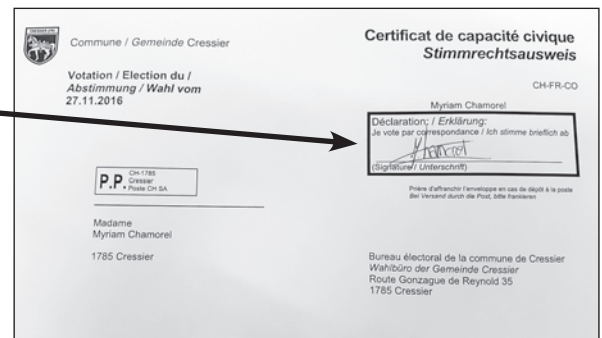 Commune / Gemeinde Cressier
Votation / Election du /
Abstimmung / Wahl vom
27.11.2016
P.P.
CH-1785
Cressier
Poste CH SA
Madame
Myriam Chamorel
1785 Cressier
Certificat de capacité civique
Stimmrechtsausweis
CH-FR-CO
Myriam Chamorel
Déclaration: / Erklärung:
Je vote par correspondance / Ich stimme brieflich ab
Chamorel
(Signature / Unterschrift)
Prière d'affranchir l'enveloppe en cas de dépôt à la poste
Bei Versand durch die Post, bitte frankieren
Bureau électoral de la commune de Cressier
Wahlbüro der Gemeinde Cressier
Route Gonzague de Reynold 35
1785 Cressier